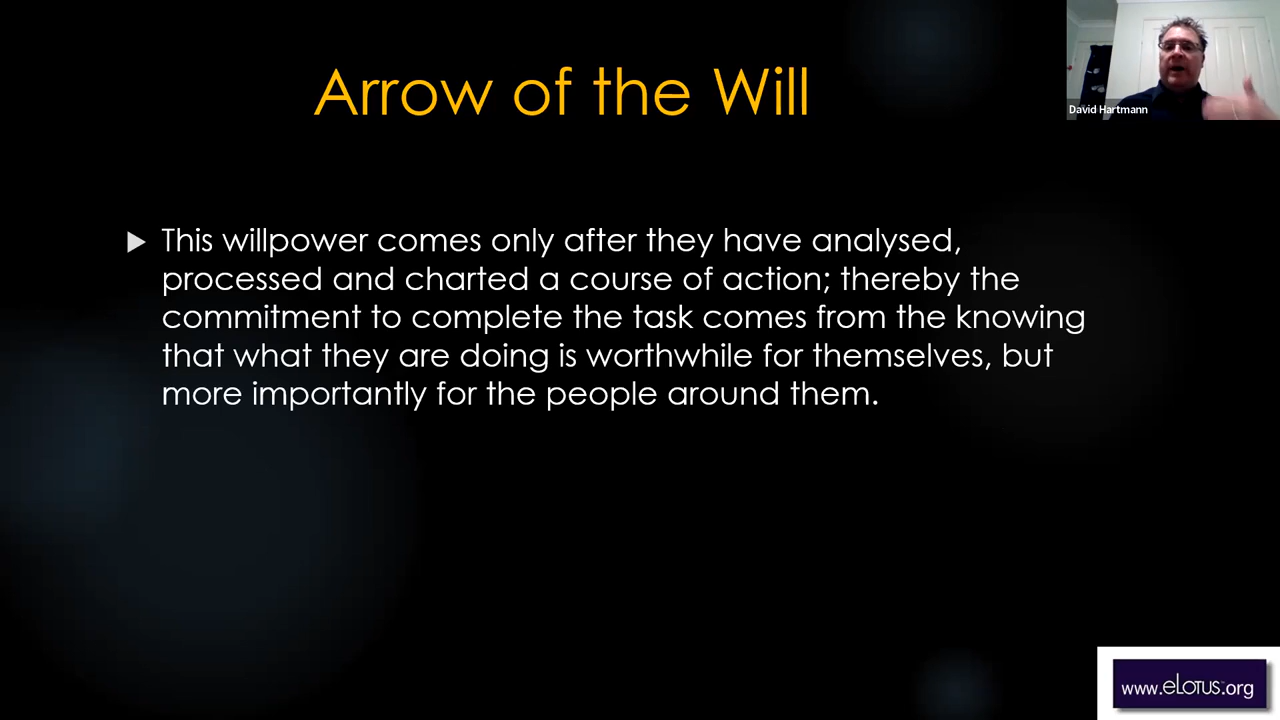 Arrow of the Will
David Hartmann
This willpower comes only after they have analysed,
processed and charted a course of action; thereby the
commitment to complete the task comes from the knowing
that what they are doing is worthwhile for themselves, but
more importantly for the people around them.
www.eLotus.org